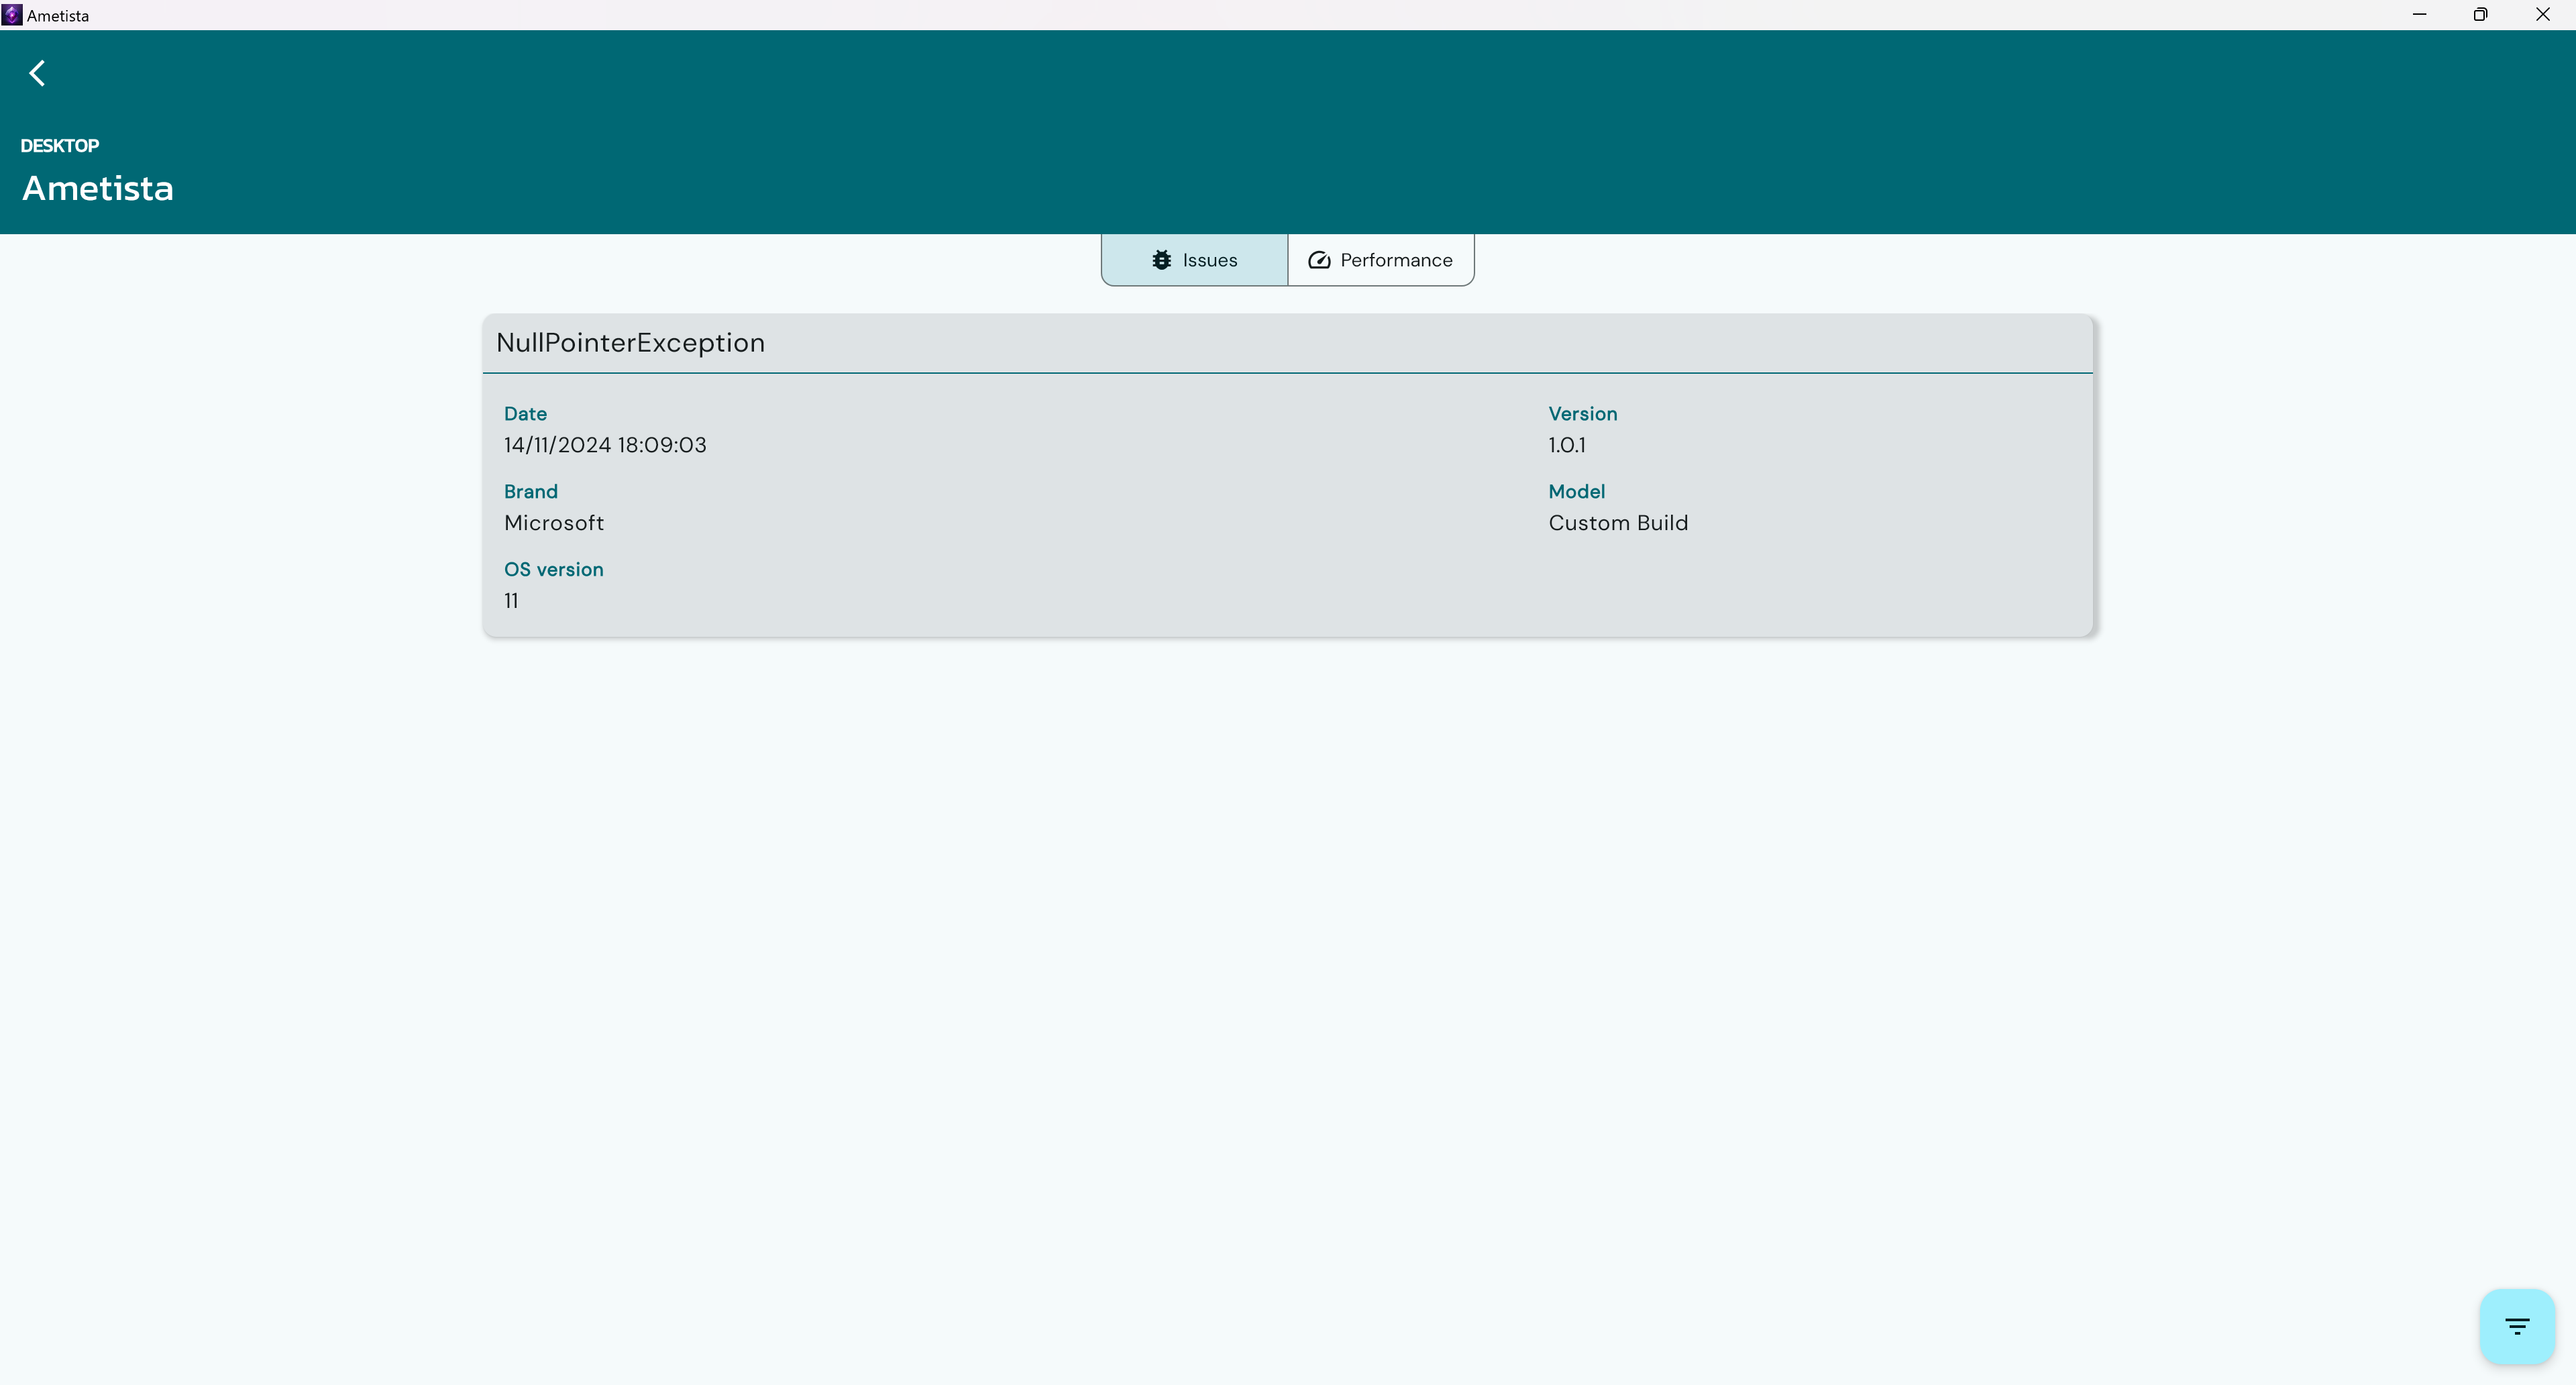 Ametista
DESKTOP
Ametista
Issues
Performance
NullPointerException
Date
14/11/2024 18:09:03
Version
1.0.1
Brand
Microsoft
Model
Custom Build
OS version
11